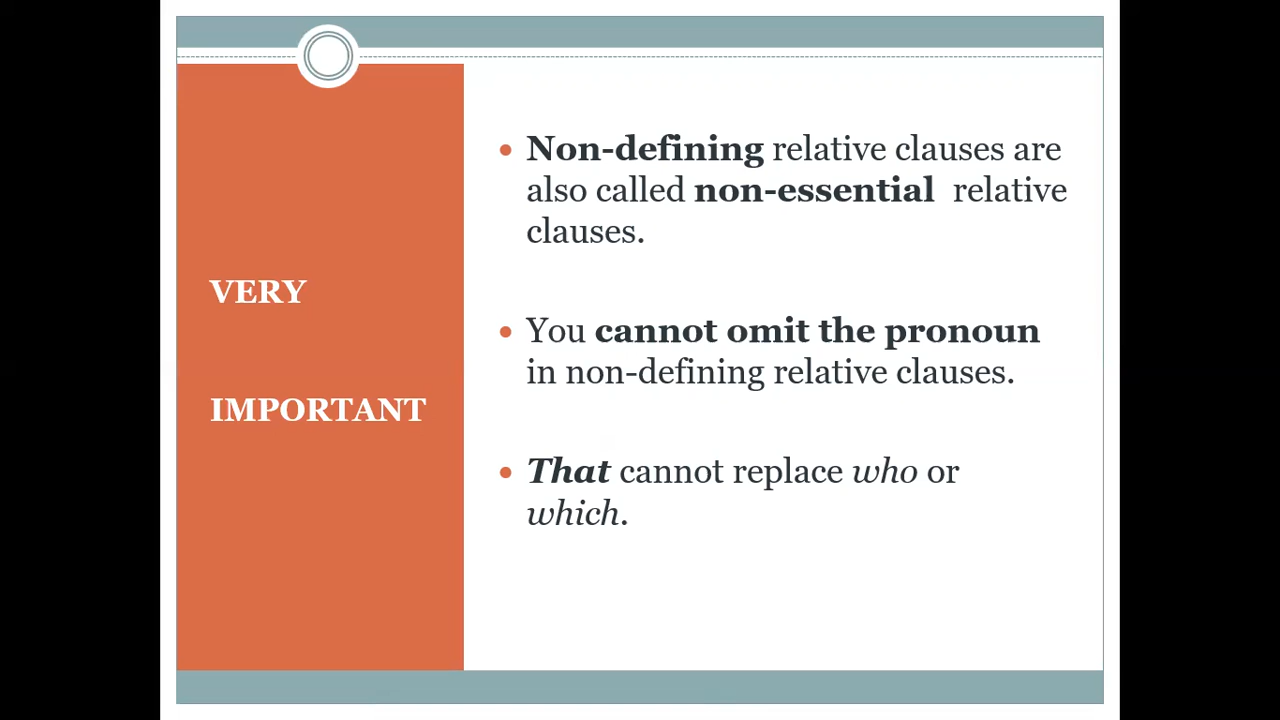 VERY
IMPORTANT
Non-defining relative clauses are
also called non-essential relative
clauses.
You cannot omit the pronoun
in non-defining relative clauses.
That cannot replace who or
which.